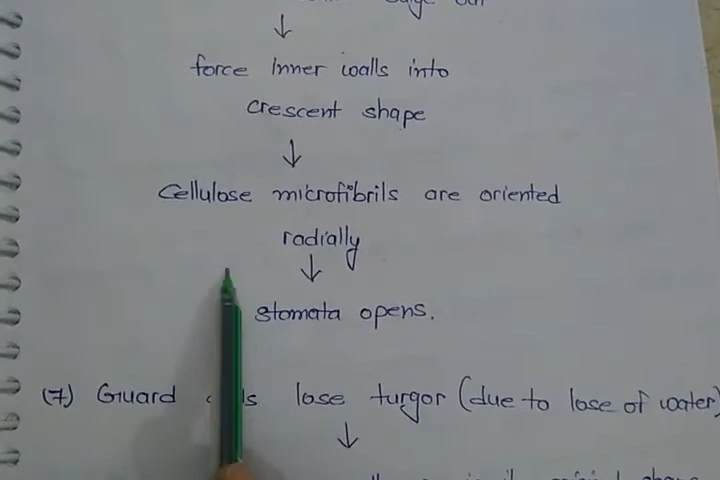 out
↓
force inner walls into
crescent shape
↓
Cellulose microfibrils are oriented
radially
↓
stomata opens.
(7) Guard lose turgor (due to lose of water)
↓